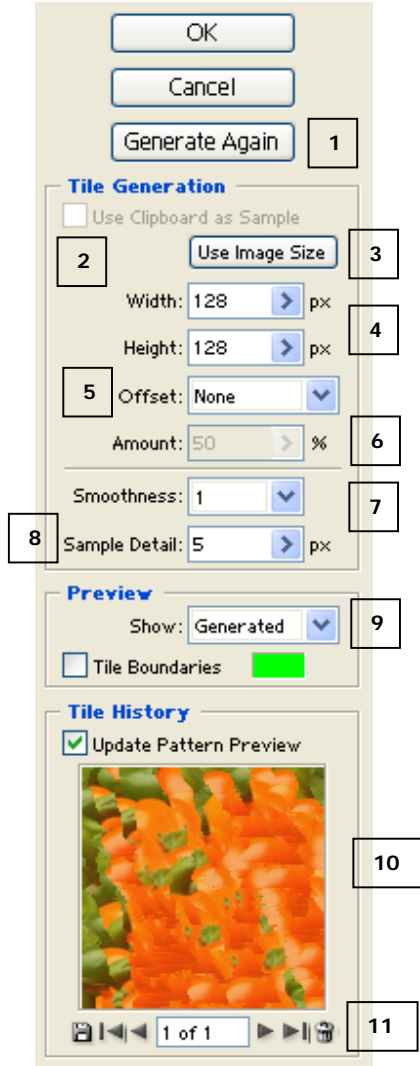 OK
Cancel
Generate Again 1
Tile Generation
Use Clipboard as Sample
2 Use Image Size 3
Width: 128 px
4
Height: 128 px
5 Offset: None
Amount: 50 % 6
Smoothness: 1
7
8 Sample Detail: 5 px
Preview
Show: Generated 9
Tile Boundaries
Tile History
Update Pattern Preview
10
1 of 1 11